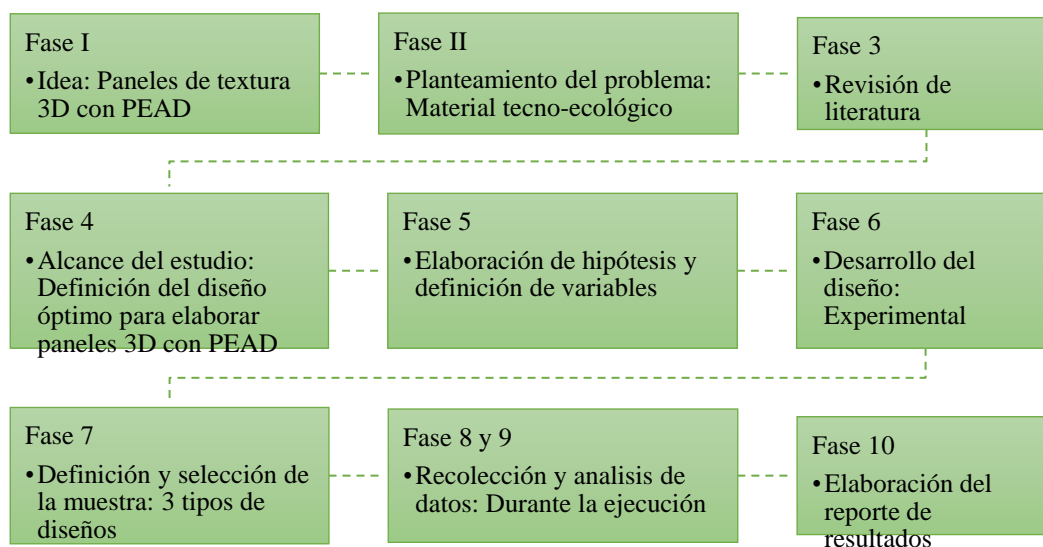 Fase I
•Idea: Paneles de textura
3D con PEAD
Fase II
•Planteamiento del problema:
Material tecno-ecológico
Fase 3
•Revisión de
literatura
Fase 4
•Alcance del estudio:
Definición del diseño
óptimo para elaborar
paneles 3D con PEAD
Fase 5
•Elaboración de hipótesis y
definición de variables
Fase 6
•Desarrollo del
diseño:
Experimental
Fase 7
•Definición y selección de
la muestra: 3 tipos de
diseños
Fase 8 y 9
•Recolección y analisis de
datos: Durante la ejecución
Fase 10
•Elaboración del
reporte de
resultados